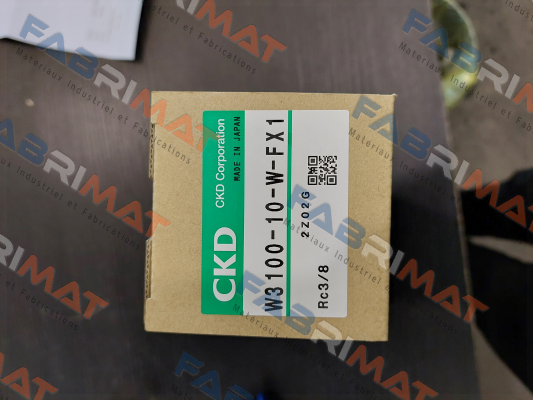 CKD
CKD Corporation
MADE IN JAPAN
W3100-10-W-FX1
2Z02G
Rc3/8
FABRIMAT
Matériaux Industriel et Fabrications